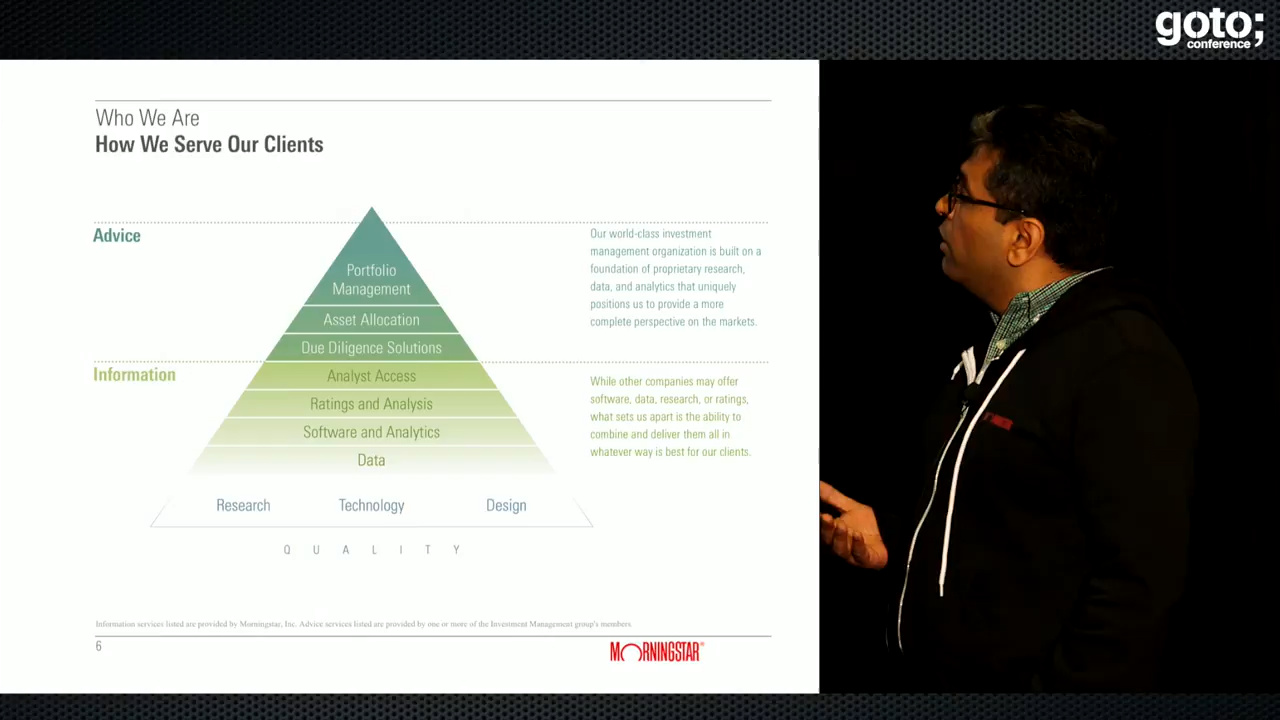 goto;
conference
Who We Are
How We Serve Our Clients
Advice
Portfolio
Management
Asset Allocation
Due Diligence Solutions
Our world-class investment
management organization is built on a
foundation of proprietary research,
data, and analytics that uniquely
positions us to provide a more
complete perspective on the markets.
Information
Analyst Access
Ratings and Analysis
Software and Analytics
Data
While other companies may offer
software, data, research, or ratings,
what sets us apart is the ability to
combine and deliver them all in
whatever way is best for our clients.
Research Technology Design
Q U A L I T Y
Information services listed are provided by Morningstar, Inc. Advice services listed are provided by one or more of the Investment Management group's members.
6
MORNINGSTAR®